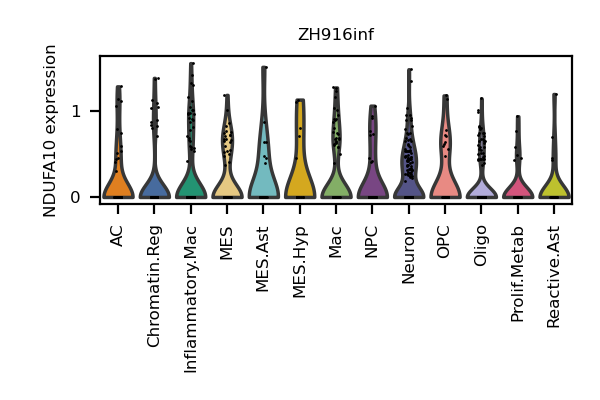 ZH916inf
NDUFA10 expression
1
0
AC
Chromatin.Reg
Inflammatory.Mac
MES
MES.Ast
MES.Hyp
Mac
NPC
Neuron
OPC
Oligo
Prolif.Metab
Reactive.Ast